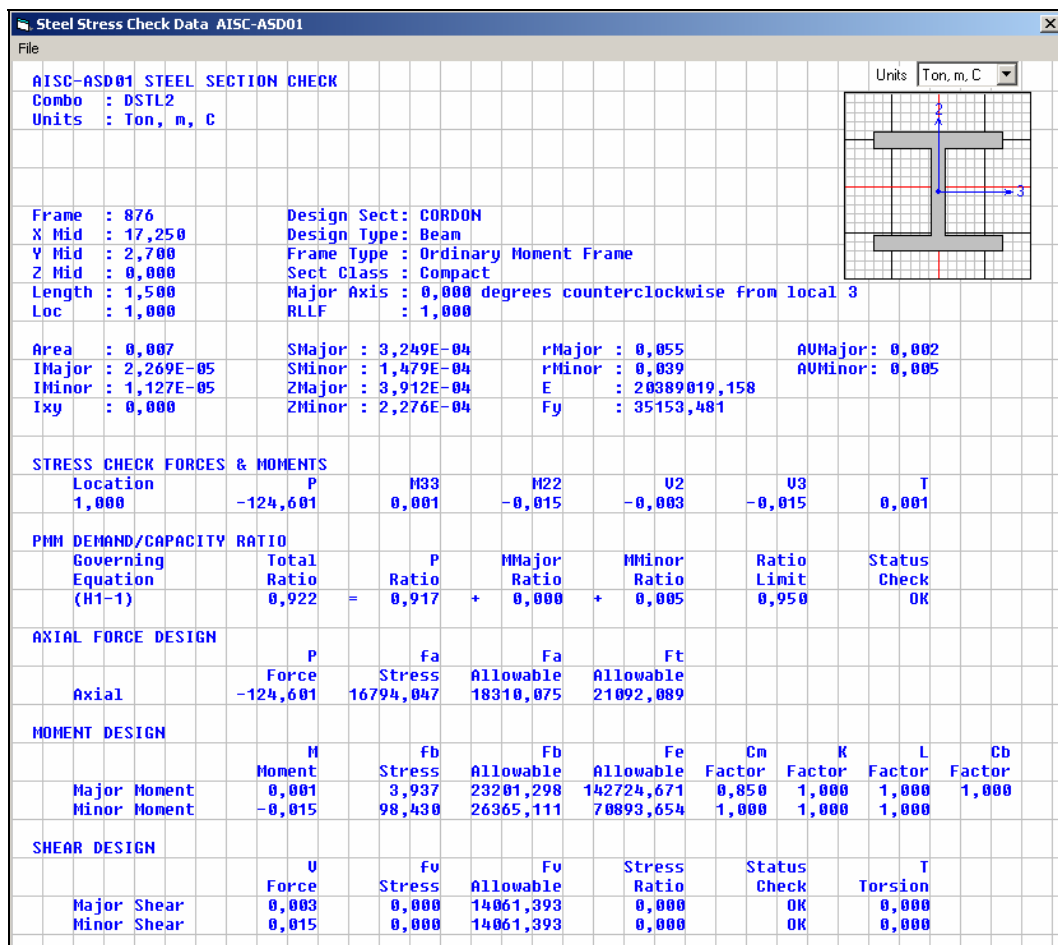 Steel Stress Check Data AISC-ASD01
File
Units Ton, m, C
AISC-ASD01 STEEL SECTION CHECK
Combo : DSTL2
Units : Ton, m, C
2
3
Frame : 876 Design Sect: CORDON
X Mid : 17,250 Design Type: Beam
Y Mid : 2,700 Frame Type : Ordinary Moment Frame
Z Mid : 0,000 Sect Class : Compact
Length : 1,500 Major Axis : 0,000 degrees counterclockwise from local 3
Loc : 1,000 RLLF : 1,000
Area : 0,007 SMajor : 3,249E-04 rMajor : 0,055 AVMajor: 0,002
IMajor : 2,269E-05 SMinor : 1,479E-04 rMinor : 0,039 AVMinor: 0,005
IMinor : 1,127E-05 ZMajor : 3,912E-04 E : 20389019,158
Ixy : 0,000 ZMinor : 2,276E-04 Fy : 35153,481
STRESS CHECK FORCES & MOMENTS
Location P M33 M22 V2 V3 T
1,000 -124,601 0,001 -0,015 -0,003 -0,015 0,001
PMM DEMAND/CAPACITY RATIO
Governing Total P MMajor MMinor Ratio Status
Equation Ratio Ratio Ratio Ratio Limit Check
(H1-1) 0,922 = 0,917 + 0,000 + 0,005 0,950 OK
AXIAL FORCE DESIGN
P fa Fa Ft
Force Stress Allowable Allowable
Axial -124,601 16794,047 18310,075 21092,089
MOMENT DESIGN
M fb Fb Fe Cm K L Cb
Moment Stress Allowable Allowable Factor Factor Factor Factor
Major Moment 0,001 3,937 23201,298 142724,671 0,850 1,000 1,000 1,000
Minor Moment -0,015 98,430 26365,111 70893,654 1,000 1,000 1,000
SHEAR DESIGN
V fv Fv Stress Status T
Force Stress Allowable Ratio Check Torsion
Major Shear 0,003 0,000 14061,393 0,000 OK 0,000
Minor Shear 0,015 0,000 14061,393 0,000 OK 0,000